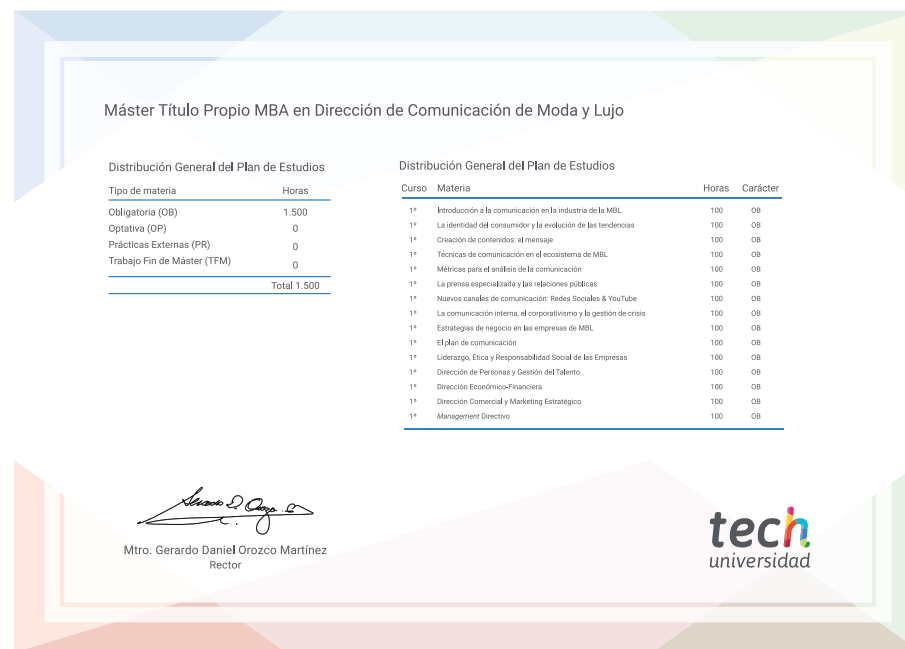 Máster Título Propio MBA en Dirección de Comunicación de Moda y Lujo
Distribución General del Plan de Estudios
Tipo de materia Horas
Obligatoria (OB) 1.500
Optativa (OP) 0
Prácticas Externas (PR) 0
Trabajo Fin de Máster (TFM) 0
Total 1.500
Distribución General del Plan de Estudios
Curso Materia Horas Carácter
1º Introducción a la comunicación en la industria de la MBL 100 OB
1º La identidad del consumidor y la evolución de las tendencias 100 OB
1º Creación de contenidos: el mensaje 100 OB
1º Técnicas de comunicación en el ecosistema de MBL 100 OB
1º Métricas para el análisis de la comunicación 100 OB
1º La prensa especializada y las relaciones públicas 100 OB
1º Nuevos canales de comunicación: Redes Sociales & YouTube 100 OB
1º La comunicación interna, el corporativismo y la gestión de crisis 100 OB
1º Estrategias de negocio en las empresas de MBL 100 OB
1º El plan de comunicación 100 OB
1º Liderazgo, Ética y Responsabilidad Social de las Empresas 100 OB
1º Dirección de Personas y Gestión del Talento 100 OB
1º Dirección Económico-Financiera 100 OB
1º Dirección Comercial y Marketing Estratégico 100 OB
1º Management Directivo 100 OB
Mtro. Gerardo Daniel Orozco Martínez
Rector
tech
universidad